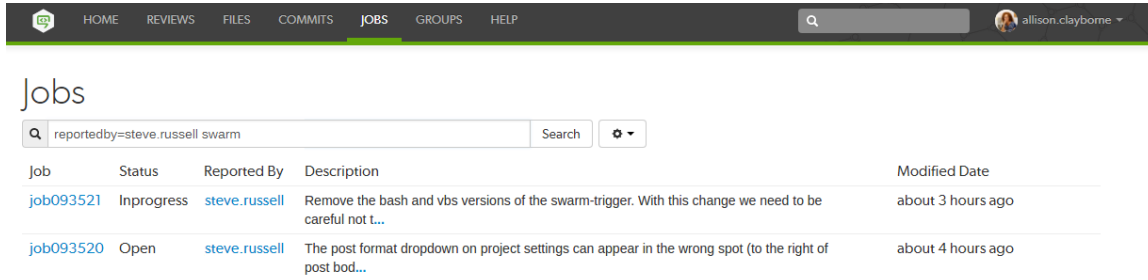 HOME REVIEWS FILES COMMITS JOBS GROUPS HELP allison.clayborne
Jobs
reportedby=steve.russell swarm Search
Job Status Reported By Description Modified Date
job093521 Inprogress steve.russell Remove the bash and vbs versions of the swarm-trigger. With this change we need to be about 3 hours ago
careful not t...
job093520 Open steve.russell The post format dropdown on project settings can appear in the wrong spot (to the right of about 4 hours ago
post bod...